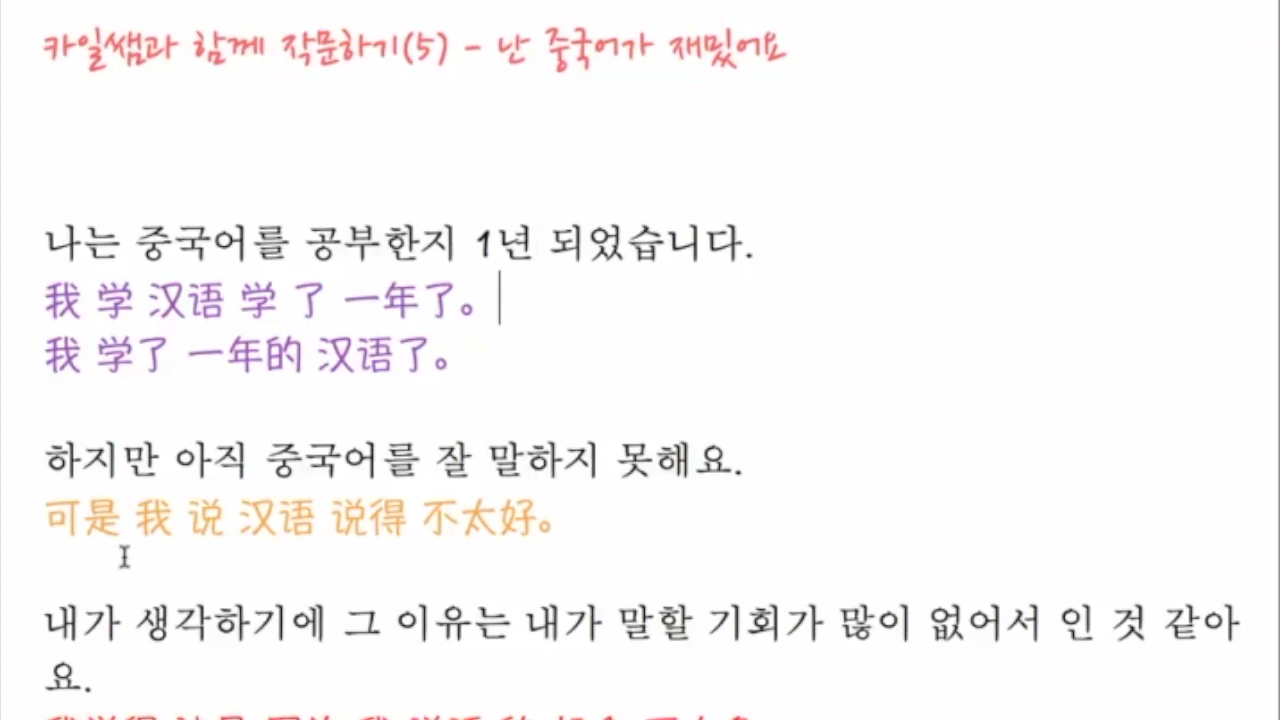 카일쌤과 함께 작문하기(5) - 난 중국어가 재밌어요
나는 중국어를 공부한지 1년 되었습니다.
我 学 汉语 学 了 一年了。
我 学了 一年的 汉语了。
하지만 아직 중국어를 잘 말하지 못해요.
可是 我 说 汉语 说得 不太好。
내가 생각하기에 그 이유는 내가 말할 기회가 많이 없어서 인 것 같아
요.